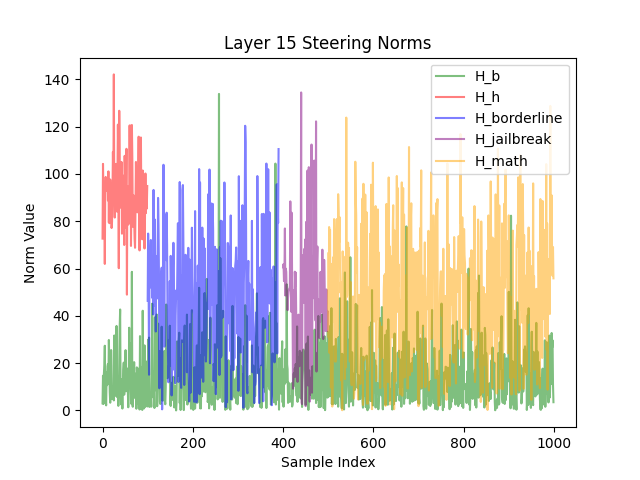 Layer 15 Steering Norms
140
120
100
80
60
40
20
0
Norm Value
0
200
400
600
800
1000
Sample Index
H_b
H_h
H_borderline
H_jailbreak
H_math